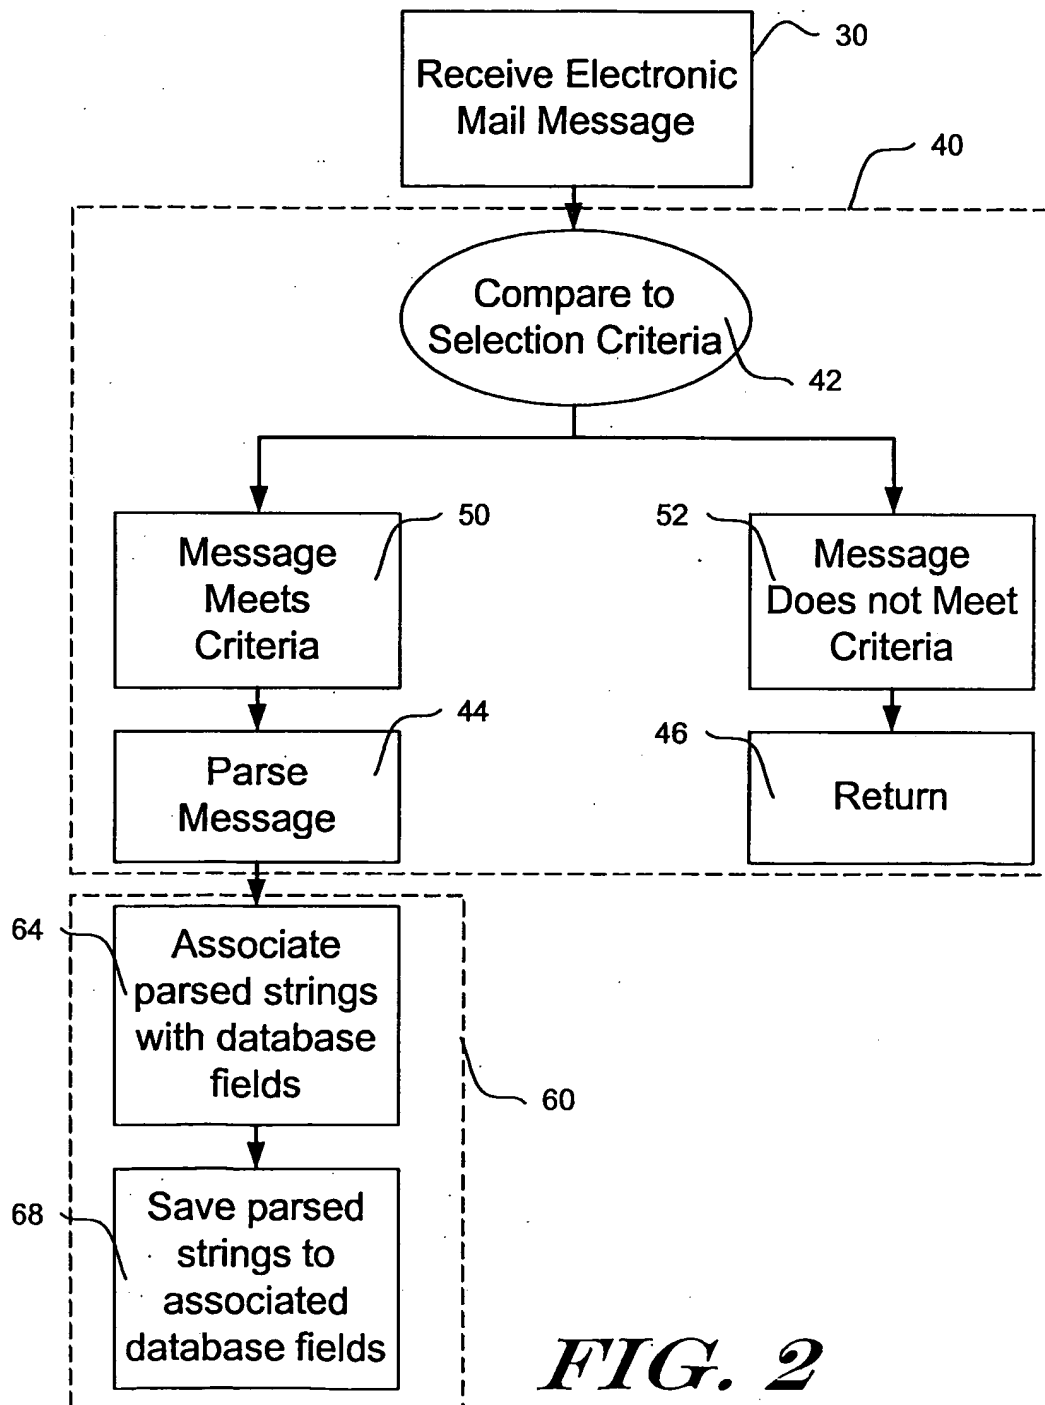 30
Receive Electronic
Mail Message
40
Compare to
Selection Criteria
42
50
Message
Meets
Criteria
52
Message
Does not Meet
Criteria
44
Parse
Message
46
Return
64
Associate
parsed strings
with database
fields
60
68
Save parsed
strings to
associated
database fields
FIG. 2